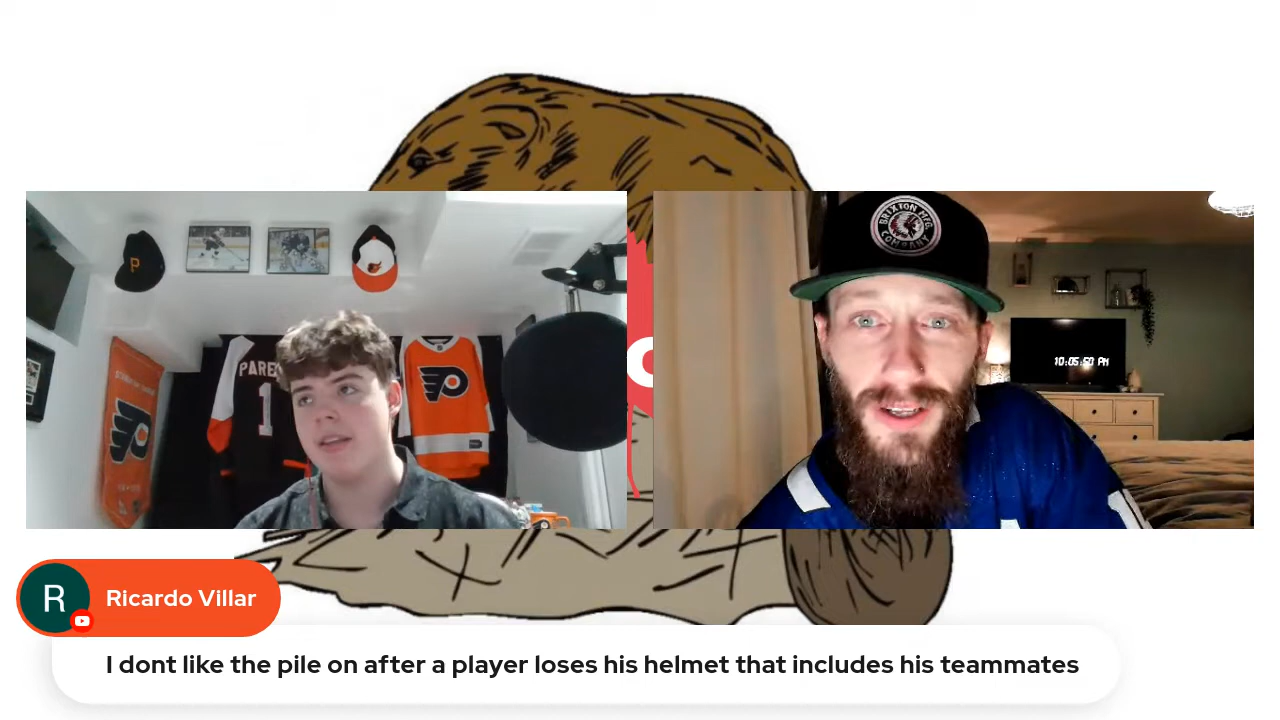 P
PARE
1
BRIXTON MFG.
COMPANY
10:05:50 PM
R
Ricardo Villar
I dont like the pile on after a player loses his helmet that includes his teammates